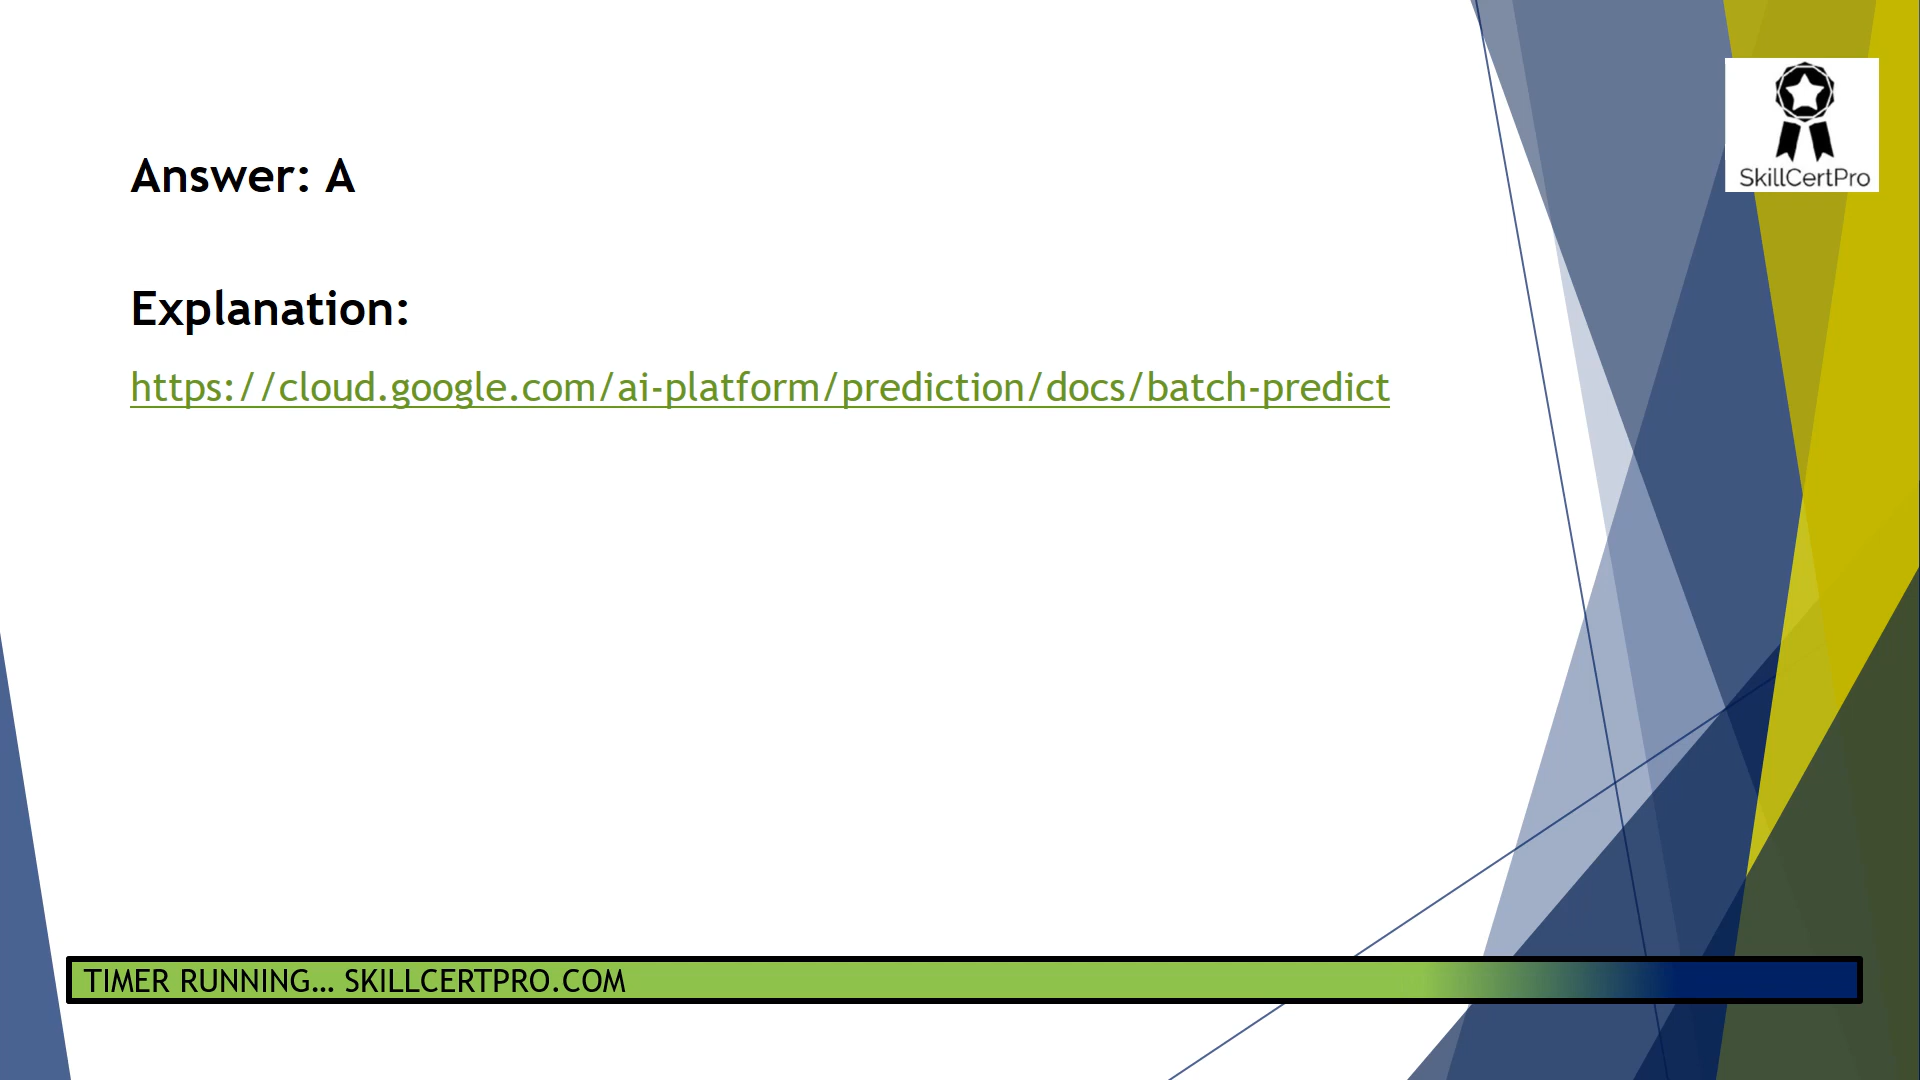 SkillCertPro
Answer: A
Explanation:
https://cloud.google.com/ai-platform/prediction/docs/batch-predict
TIMER RUNNING... SKILLCERTPRO.COM